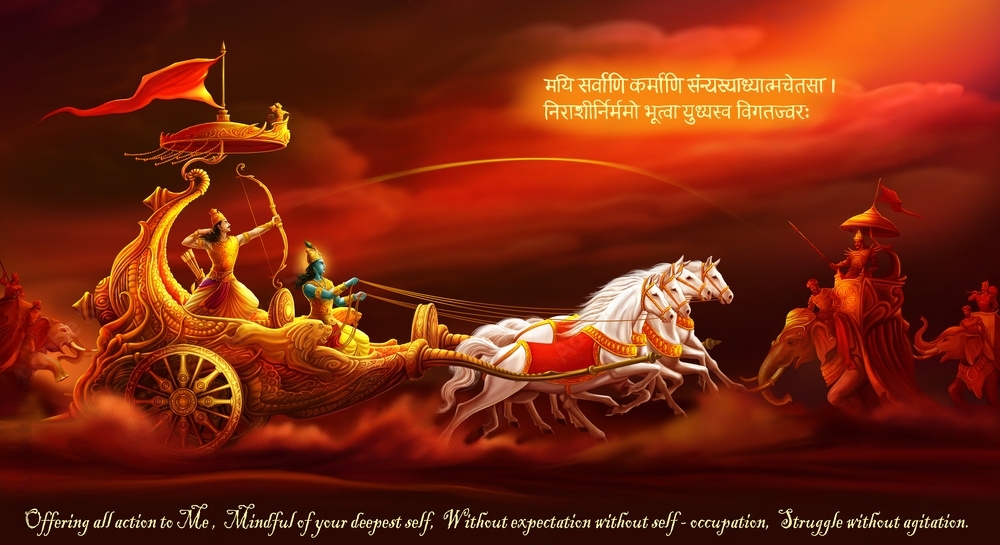 मयि सर्वाणि कर्माणि संन्यस्याध्यात्मचेतसा ।
निराशीर्निर्ममो भूत्वा युध्यस्व विगतज्वरः
Offering all action to Me, Mindful of your deepest self, Without expectation without self - occupation, Struggle without agitation.